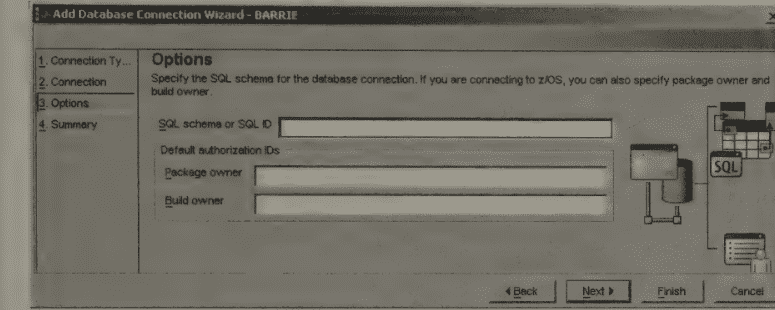 Add Database Connection Wizard - BARRIE
1. Connection Ty...
2. Connection
3. Options
4. Summary
Options
Specify the SQL schema for the database connection. If you are connecting to z/OS, you can also specify package owner and
build owner.
SQL schema or SQL ID
Default authorization IDs
Package owner
Build owner
SQL
Back
Next
Finish
Cancel